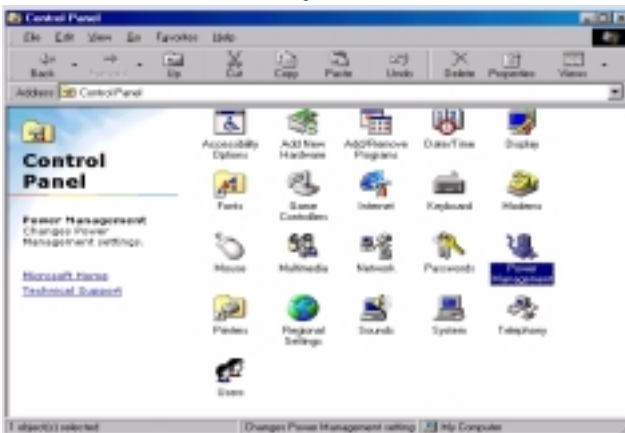 Control Panel
File Edit View Go Favorites Help
Back Forward Up Cut Copy Paste Undo Delete Properties Views
Address Control Panel
Control
Panel
Power Management
Changes Power
Management settings.
Microsoft Home
Technical Support
Accessibility
Options
Add New
Hardware
Add/Remove
Programs
Date/Time
Display
Fonts
Game
Controllers
Internet
Keyboard
Modems
Mouse
Multimedia
Network
Passwords
Power
Management
Printers
Regional
Settings
Sounds
System
Telephony
Users
1 object(s) selected
Changes Power Management setting
My Computer